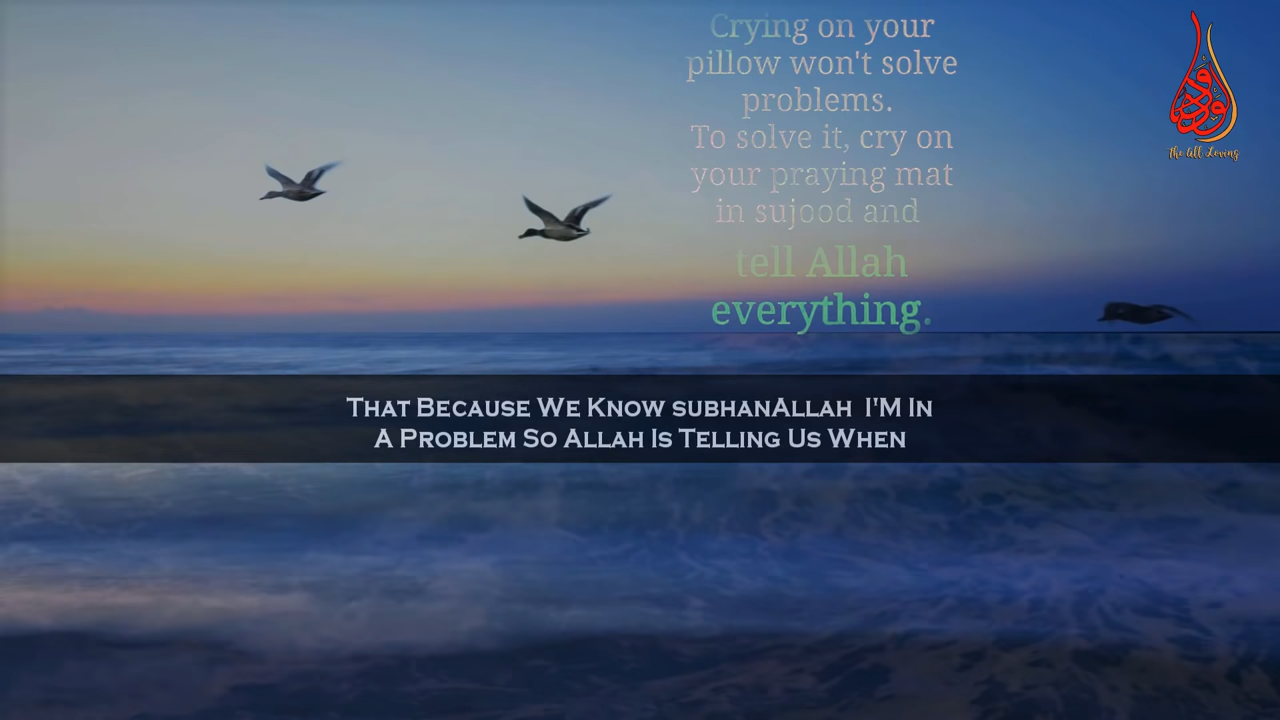 Crying on your
pillow won't solve
problems.
To solve it, cry on
your praying mat
in sujood and
tell Allah
everything.
The All Loving
That Because We Know subhanAllah I'M In
A Problem So Allah Is Telling Us When